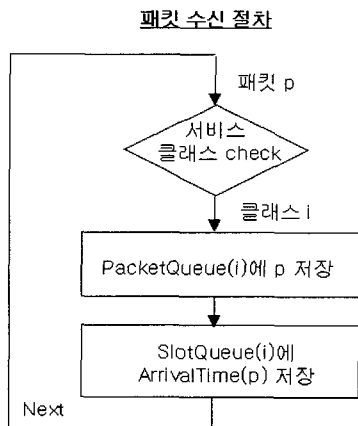 패킷 수신 절차
패킷 p
서비스
클래스 check
클래스 i
PacketQueue(i)에 p 저장
SlotQueue(i)에
ArrivalTime(p) 저장
Next